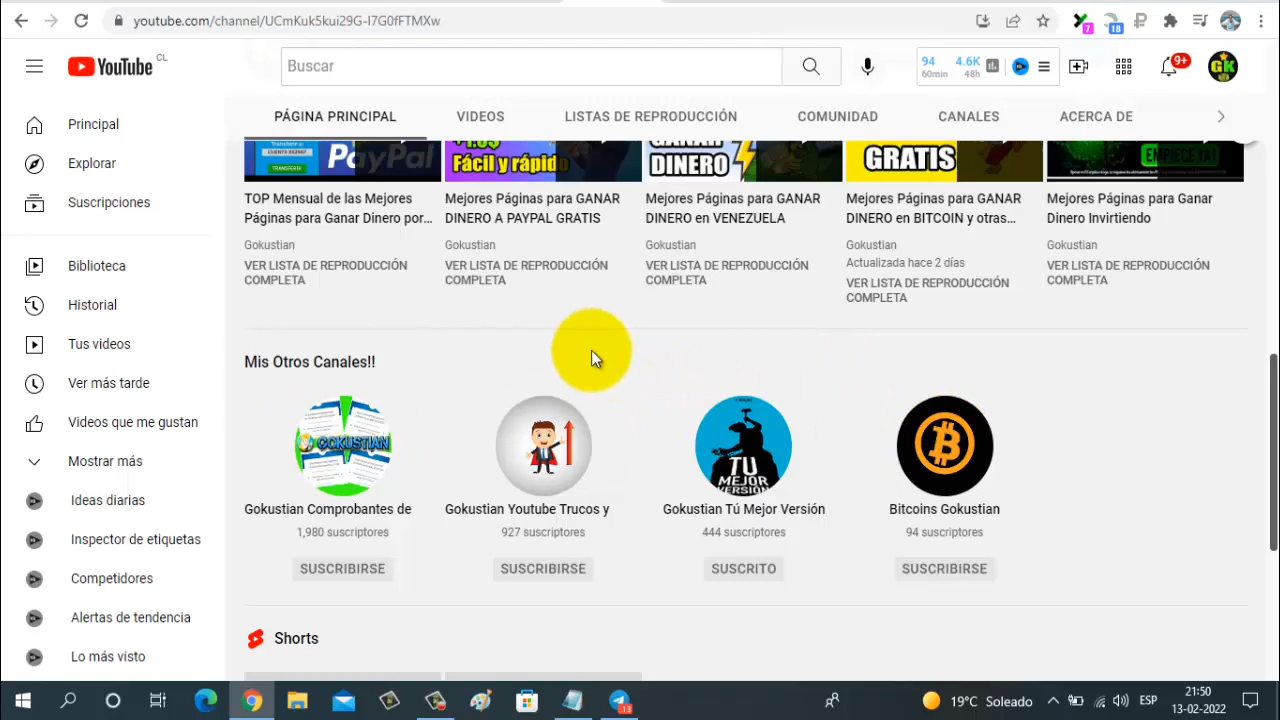 youtube.com/channel/UCmKuk5kui29G-I7G0fFTMXw
7
18
YouTube CL
Buscar
94
60min
4.6K
48h
9+
GK
PÁGINA PRINCIPAL
VIDEOS
LISTAS DE REPRODUCCIÓN
COMUNIDAD
CANALES
ACERCA DE
Principal
Explorar
Suscripciones
Biblioteca
Historial
Tus videos
Ver más tarde
Videos que me gustan
Mostrar más
Ideas diarias
Inspector de etiquetas
Competidores
Alertas de tendencia
Lo más visto
TRANSFERIR
PayPal
Fácil y rápido
GANAR
DINERO
GRATIS
EMPIECE YA!
TOP Mensual de las Mejores
Páginas para Ganar Dinero por...
Gokustian
VER LISTA DE REPRODUCCIÓN
COMPLETA
Mejores Páginas para GANAR
DINERO A PAYPAL GRATIS
Gokustian
VER LISTA DE REPRODUCCIÓN
COMPLETA
Mejores Páginas para GANAR
DINERO en VENEZUELA
Gokustian
VER LISTA DE REPRODUCCIÓN
COMPLETA
Mejores Páginas para GANAR
DINERO en BITCOIN y otras...
Gokustian
Actualizada hace 2 días
VER LISTA DE REPRODUCCIÓN
COMPLETA
Mejores Páginas para Ganar
Dinero Invirtiendo
Gokustian
VER LISTA DE REPRODUCCIÓN
COMPLETA
Mis Otros Canales!!
GOKUSTIAN
Gokustian Comprobantes de
1,980 suscriptores
SUSCRIBIRSE
Gokustian Youtube Trucos y
927 suscriptores
SUSCRIBIRSE
TU
MEJOR
VERSIÓN
Gokustian Tú Mejor Versión
444 suscriptores
SUSCRITO
Bitcoins Gokustian
94 suscriptores
SUSCRIBIRSE
Shorts
13
19°C Soleado
ESP
21:50
13-02-2022